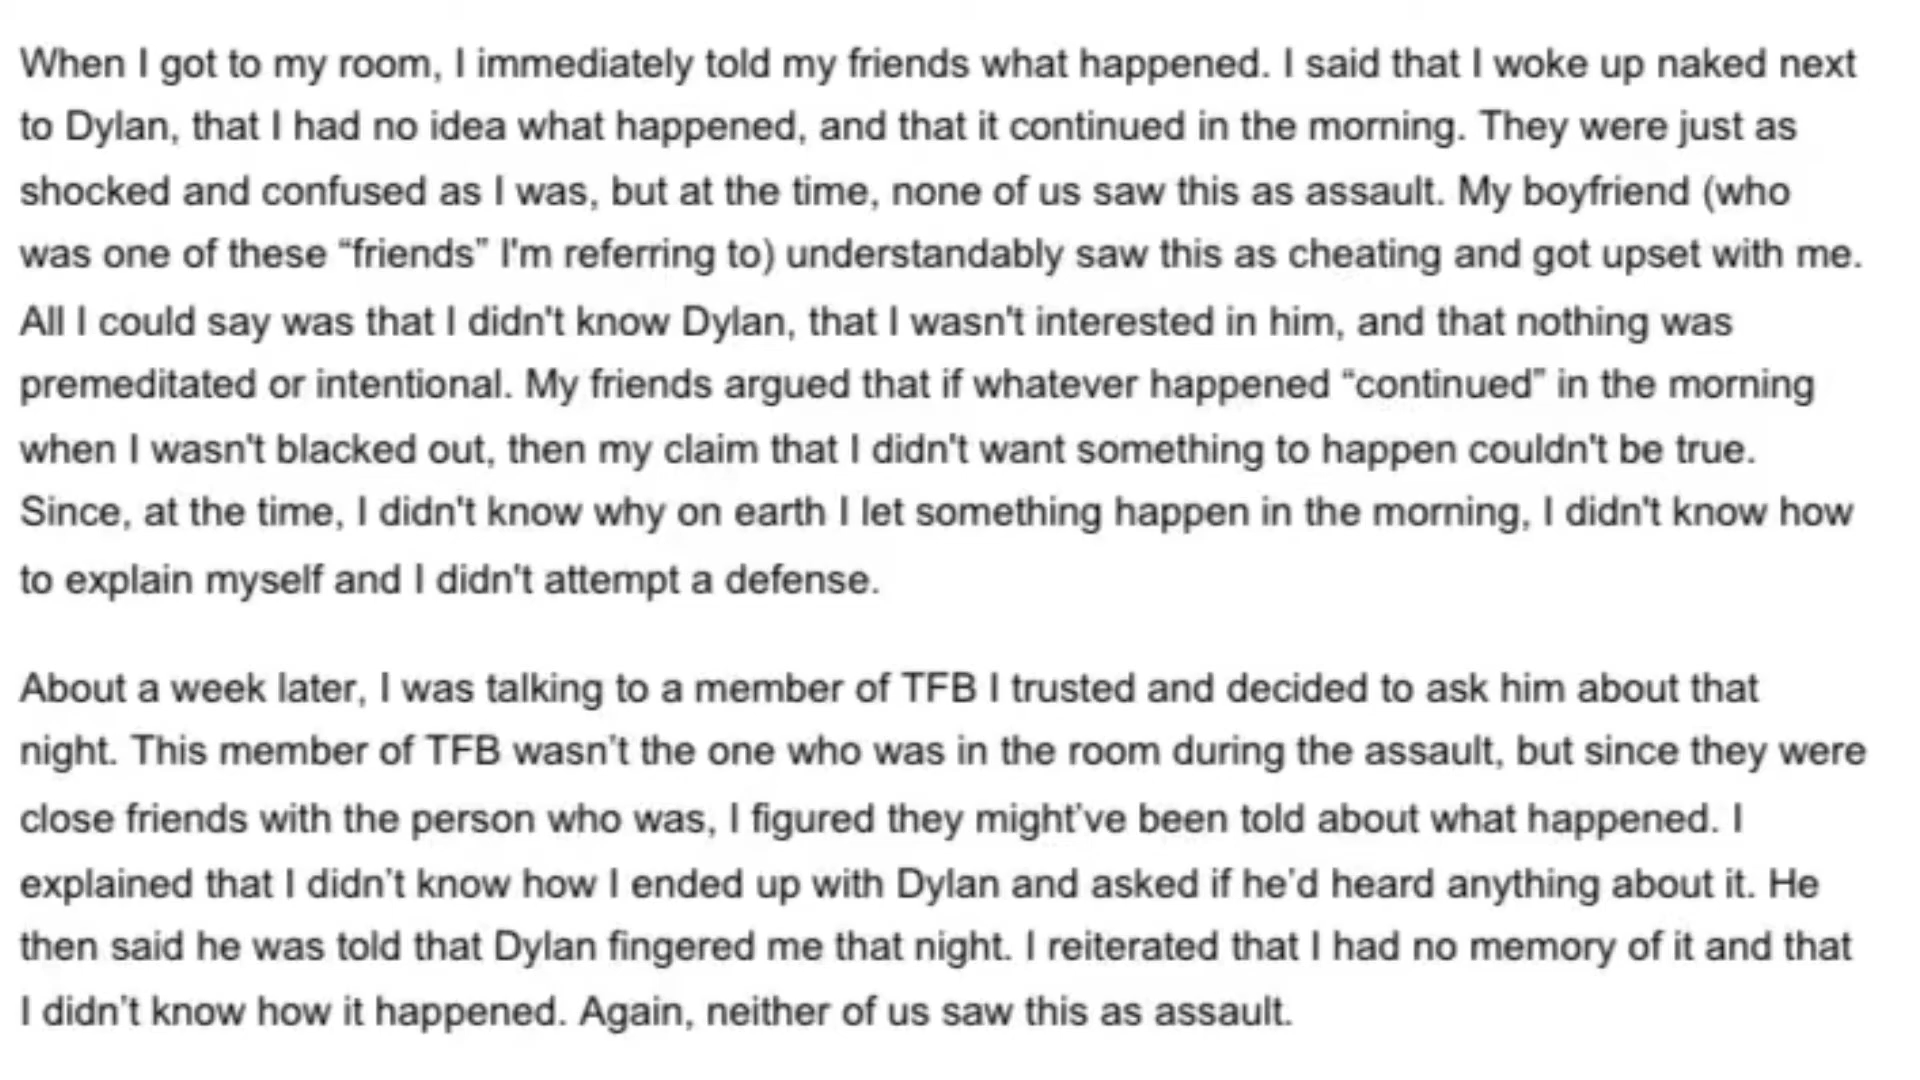 When I got to my room, I immediately told my friends what happened. I said that I woke up naked next
to Dylan, that I had no idea what happened, and that it continued in the morning. They were just as
shocked and confused as I was, but at the time, none of us saw this as assault. My boyfriend (who
was one of these “friends” I'm referring to) understandably saw this as cheating and got upset with me.
All I could say was that I didn't know Dylan, that I wasn't interested in him, and that nothing was
premeditated or intentional. My friends argued that if whatever happened “continued” in the morning
when I wasn't blacked out, then my claim that I didn't want something to happen couldn't be true.
Since, at the time, I didn't know why on earth I let something happen in the morning, I didn't know how
to explain myself and I didn't attempt a defense.
About a week later, I was talking to a member of TFB I trusted and decided to ask him about that
night. This member of TFB wasn’t the one who was in the room during the assault, but since they were
close friends with the person who was, I figured they might’ve been told about what happened. I
explained that I didn’t know how I ended up with Dylan and asked if he’d heard anything about it. He
then said he was told that Dylan fingered me that night. I reiterated that I had no memory of it and that
I didn’t know how it happened. Again, neither of us saw this as assault.